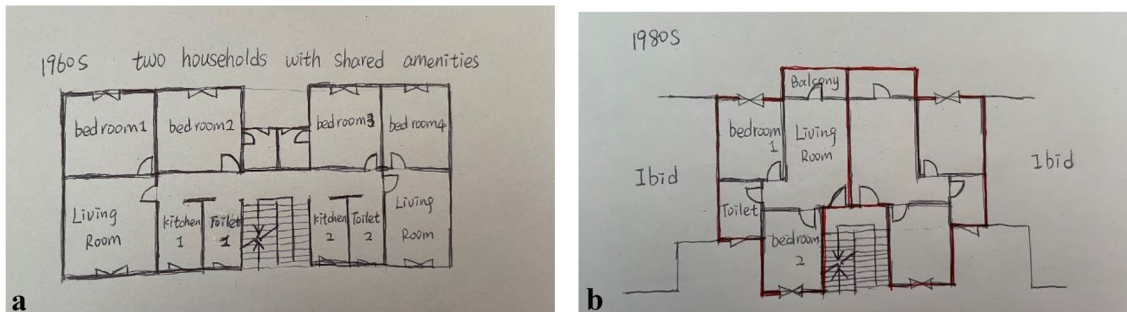 1960s two households with shared amenities
bedroom1
bedroom2
bedroom3
bedroom4
Living
Room
kitchen
1
Toilet
1
kitchen
2
Toilet
2
Living
Room
a
1980s
Balcony
bedroom
1
Living
Room
Ibid
Ibid
Toilet
bedroom
2
b